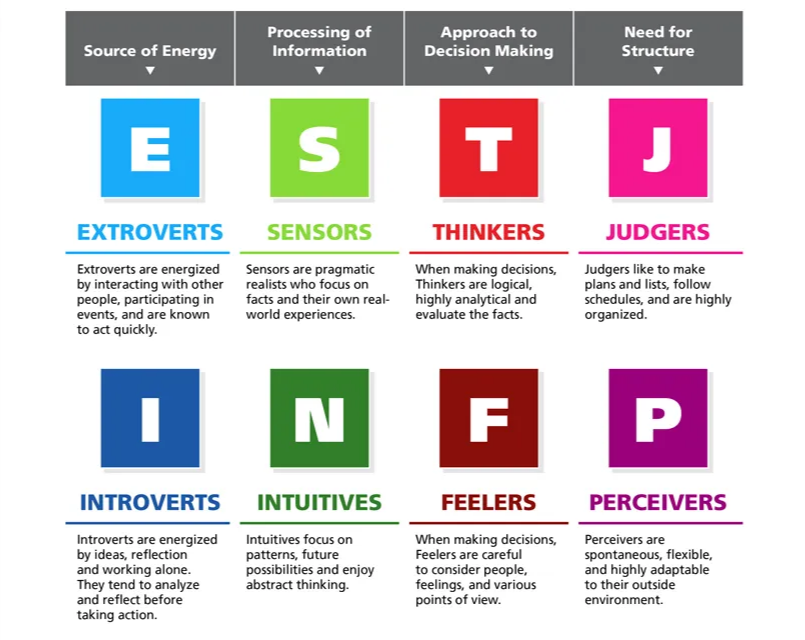 Source of Energy
Processing of
Information
Approach to
Decision Making
Need for
Structure
E
S
T
J
EXTROVERTS
SENSORS
THINKERS
JUDGERS
Extroverts are energized
by interacting with other
people, participating in
events, and are known
to act quickly.
Sensors are pragmatic
realists who focus on
facts and their own real-
world experiences.
When making decisions,
Thinkers are logical,
highly analytical and
evaluate the facts.
Judgers like to make
plans and lists, follow
schedules, and are highly
organized.
I
N
F
P
INTROVERTS
INTUITIVES
FEELERS
PERCEIVERS
Introverts are energized
by ideas, reflection
and working alone.
They tend to analyze
and reflect before
taking action.
Intuitives focus on
patterns, future
possibilities and enjoy
abstract thinking.
When making decisions,
Feelers are careful
to consider people,
feelings, and various
points of view.
Perceivers are
spontaneous, flexible,
and highly adaptable
to their outside
environment.